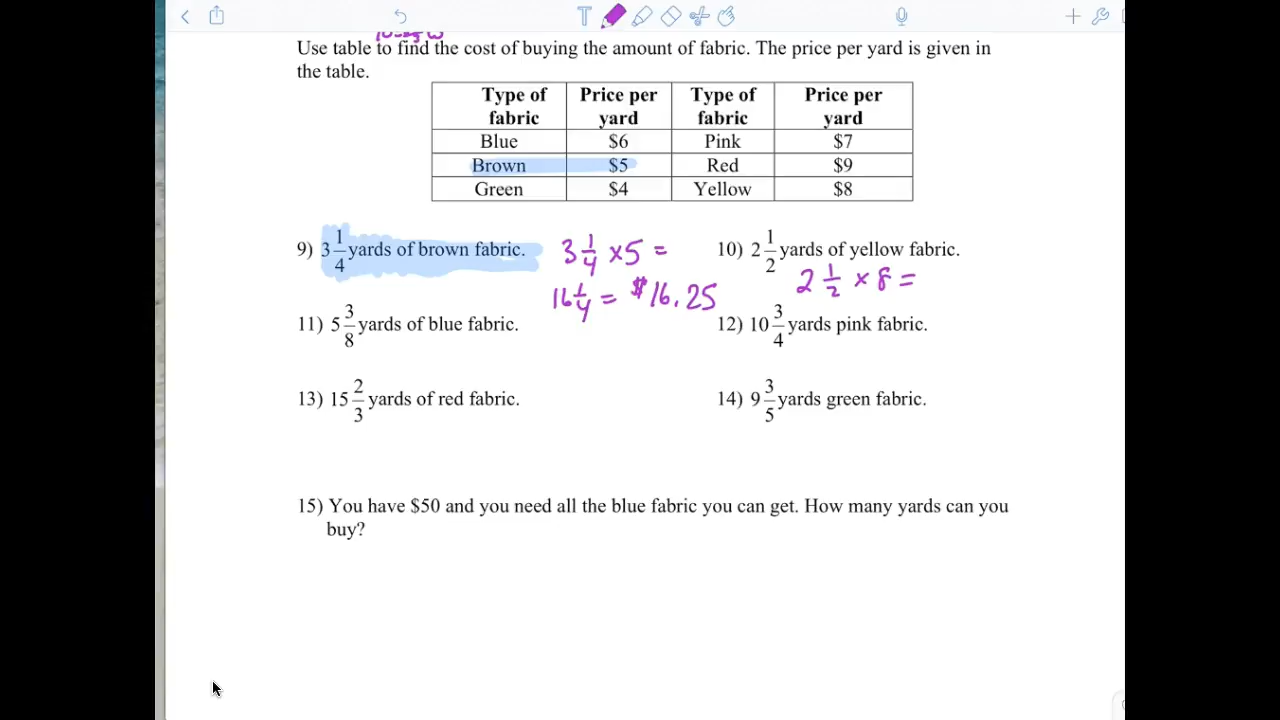 Use table to find the cost of buying the amount of fabric. The price per yard is given in
the table.
Type of fabric Price per yard Type of fabric Price per yard
Blue $6 Pink $7
Brown $5 Red $9
Green $4 Yellow $8
9) 3 1/4 yards of brown fabric. 3 1/4 × 5 =
16 1/4 = $16.25
10) 2 1/2 yards of yellow fabric.
2 1/2 × 8 =
11) 5 3/8 yards of blue fabric.
12) 10 3/4 yards pink fabric.
13) 15 2/3 yards of red fabric.
14) 9 3/5 yards green fabric.
15) You have $50 and you need all the blue fabric you can get. How many yards can you
buy?